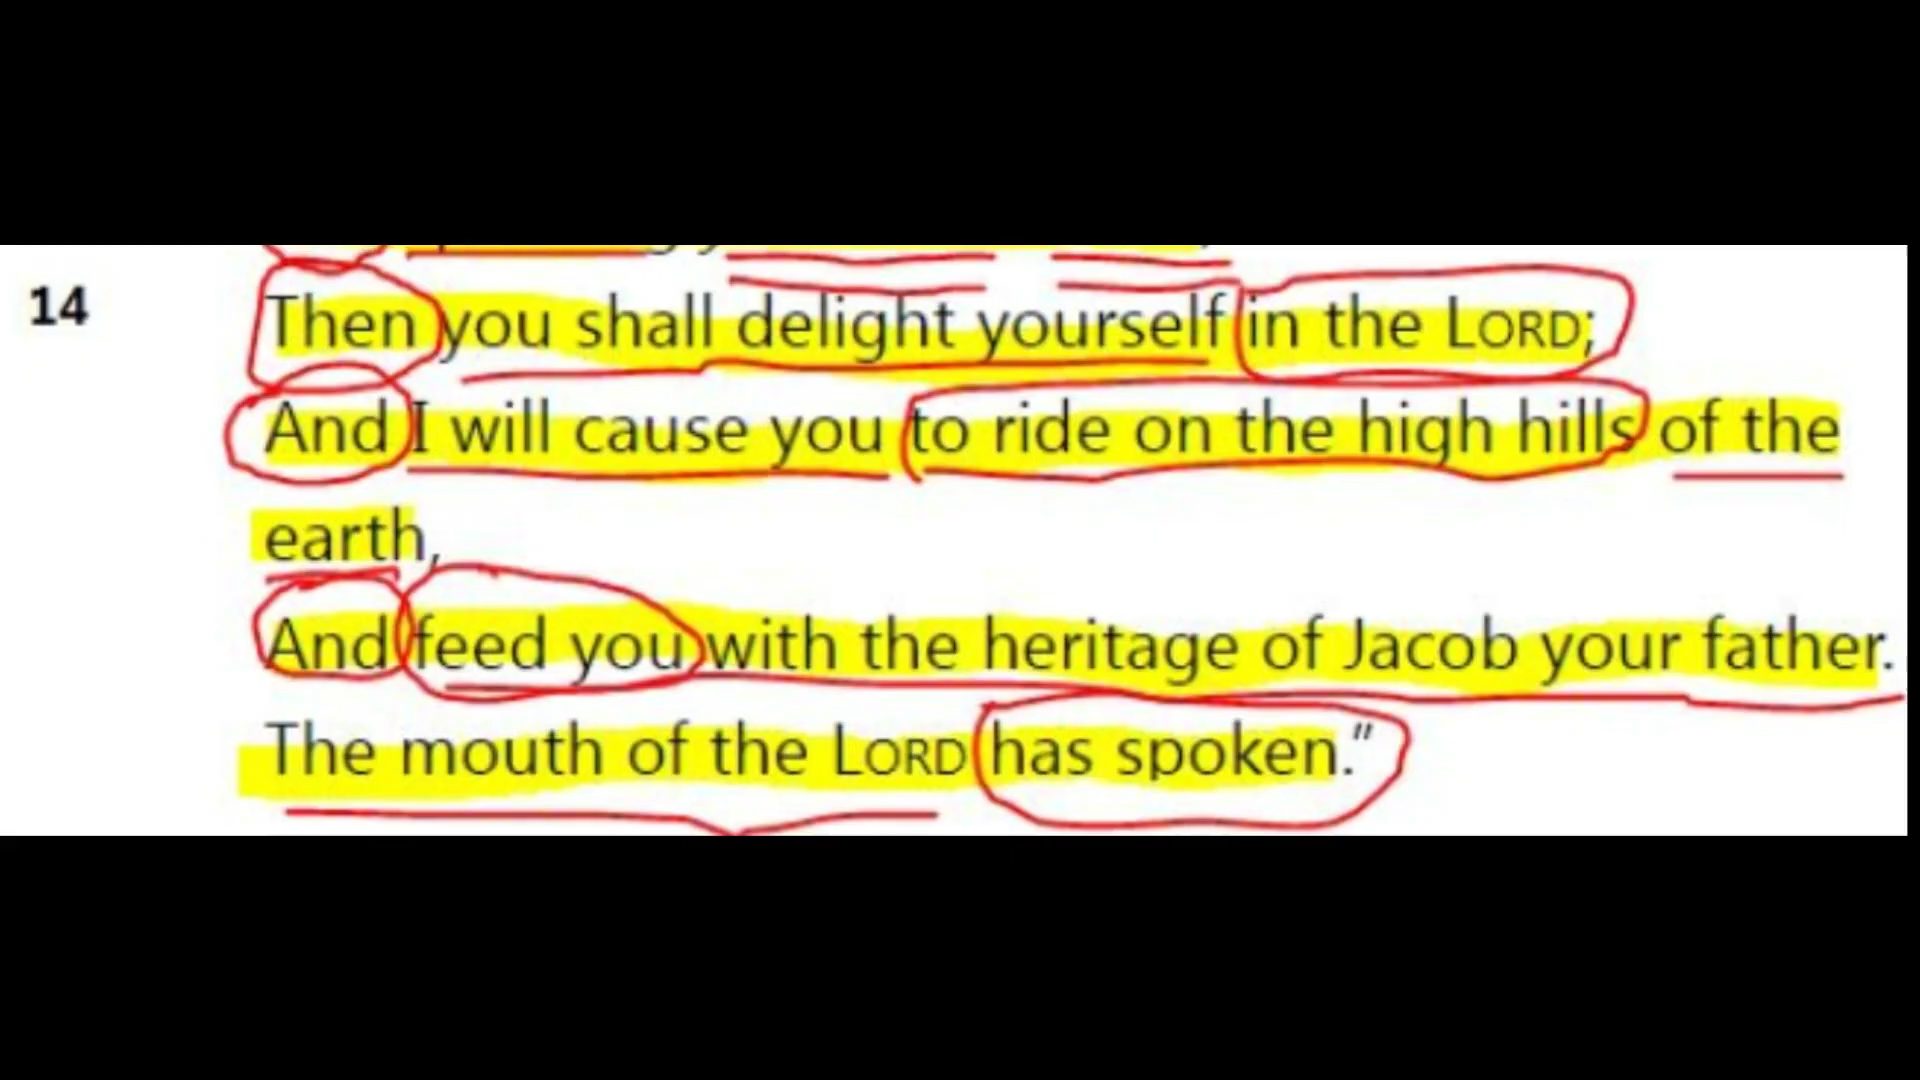 14 Then you shall delight yourself in the LORD;
And I will cause you to ride on the high hills of the
earth,
And feed you with the heritage of Jacob your father.
The mouth of the LORD has spoken."